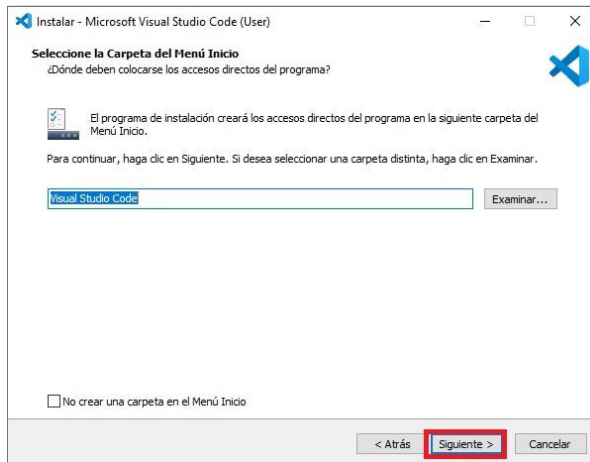 Instalar - Microsoft Visual Studio Code (User)
Seleccione la Carpeta del Menú Inicio
¿Dónde deben colocarse los accesos directos del programa?
El programa de instalación creará los accesos directos del programa en la siguiente carpeta del
Menú Inicio.
Para continuar, haga clic en Siguiente. Si desea seleccionar una carpeta distinta, haga clic en Examinar.
Visual Studio Code
Examinar...
No crear una carpeta en el Menú Inicio
< Atrás
Siguiente >
Cancelar